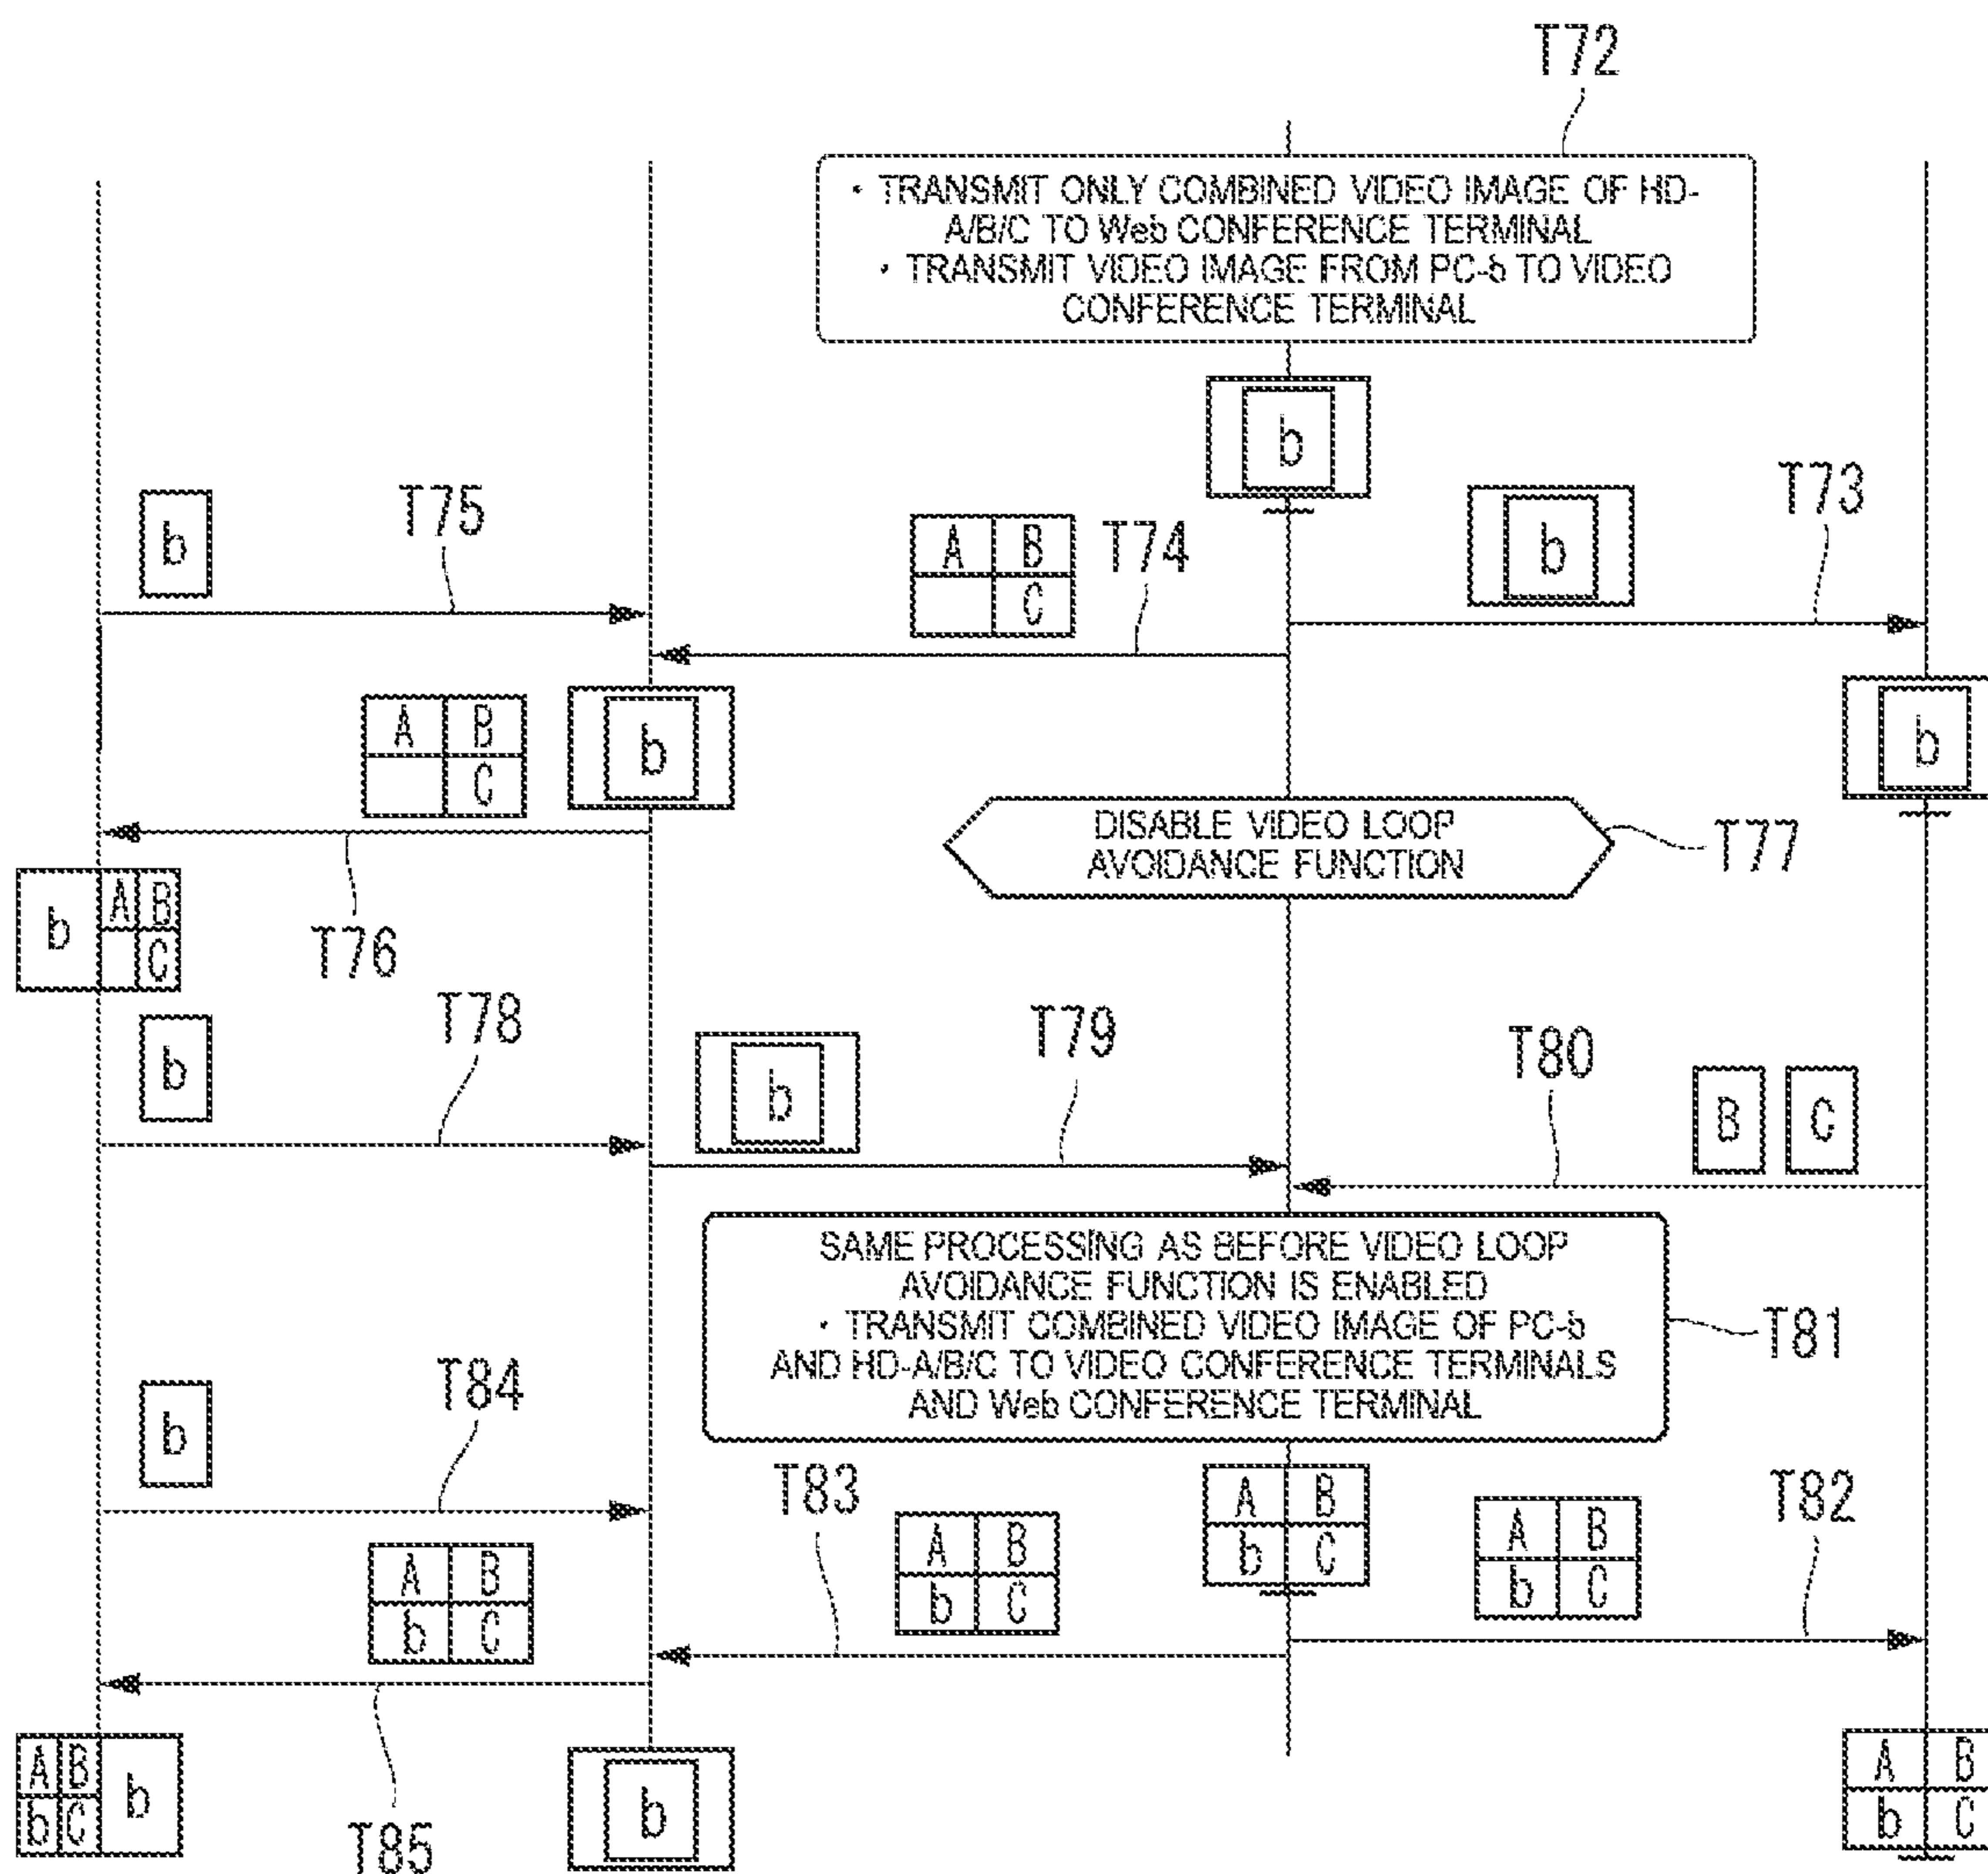 T72
・TRANSMIT ONLY COMBINED VIDEO IMAGE OF HD-
A/B/C TO Web CONFERENCE TERMINAL
・TRANSMIT VIDEO IMAGE FROM PC-b TO VIDEO
CONFERENCE TERMINAL
b
b
T75
A B
C
T74
b
T73
A B
C
b
b
DISABLE VIDEO LOOP
AVOIDANCE FUNCTION
T77
b A B
C
T76
b
T78
b
T79
T80
B C
SAME PROCESSING AS BEFORE VIDEO LOOP
AVOIDANCE FUNCTION IS ENABLED
・TRANSMIT COMBINED VIDEO IMAGE OF PC-b
AND HD-A/B/C TO VIDEO CONFERENCE TERMINALS
AND Web CONFERENCE TERMINAL
T81
b
T84
T83
A B
b C
A B
b C
A B
b C
T82
A B
b C
A B b
b C
T85
b
A B
b C